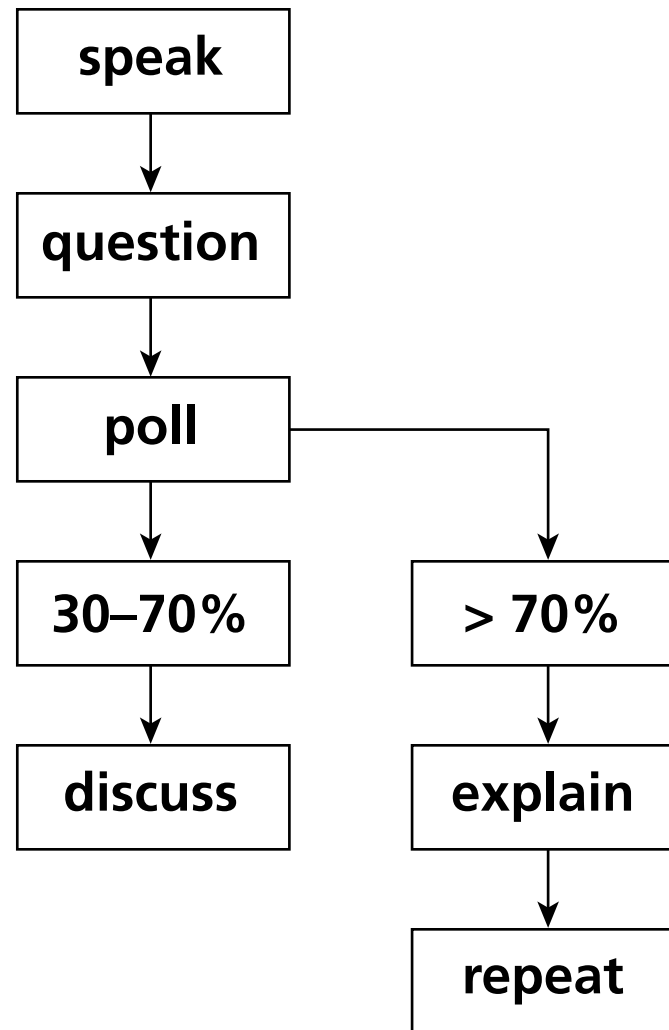 speak
question
poll
30–70%
> 70%
discuss
explain
repeat